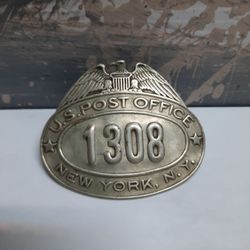 U.S. POST OFFICE
1308
NEW YORK, N.Y.